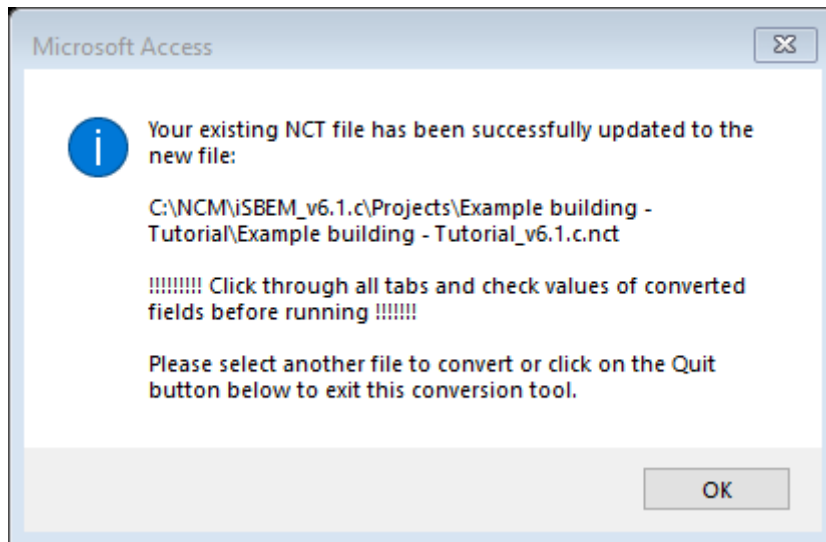 Microsoft Access
Your existing NCT file has been successfully updated to the
new file:
C:\NCM\iSBEM_v6.1.c\Projects\Example building -
Tutorial\Example building - Tutorial_v6.1.c.nct
!!!!!!!!! Click through all tabs and check values of converted
fields before running !!!!!!!
Please select another file to convert or click on the Quit
button below to exit this conversion tool.
OK